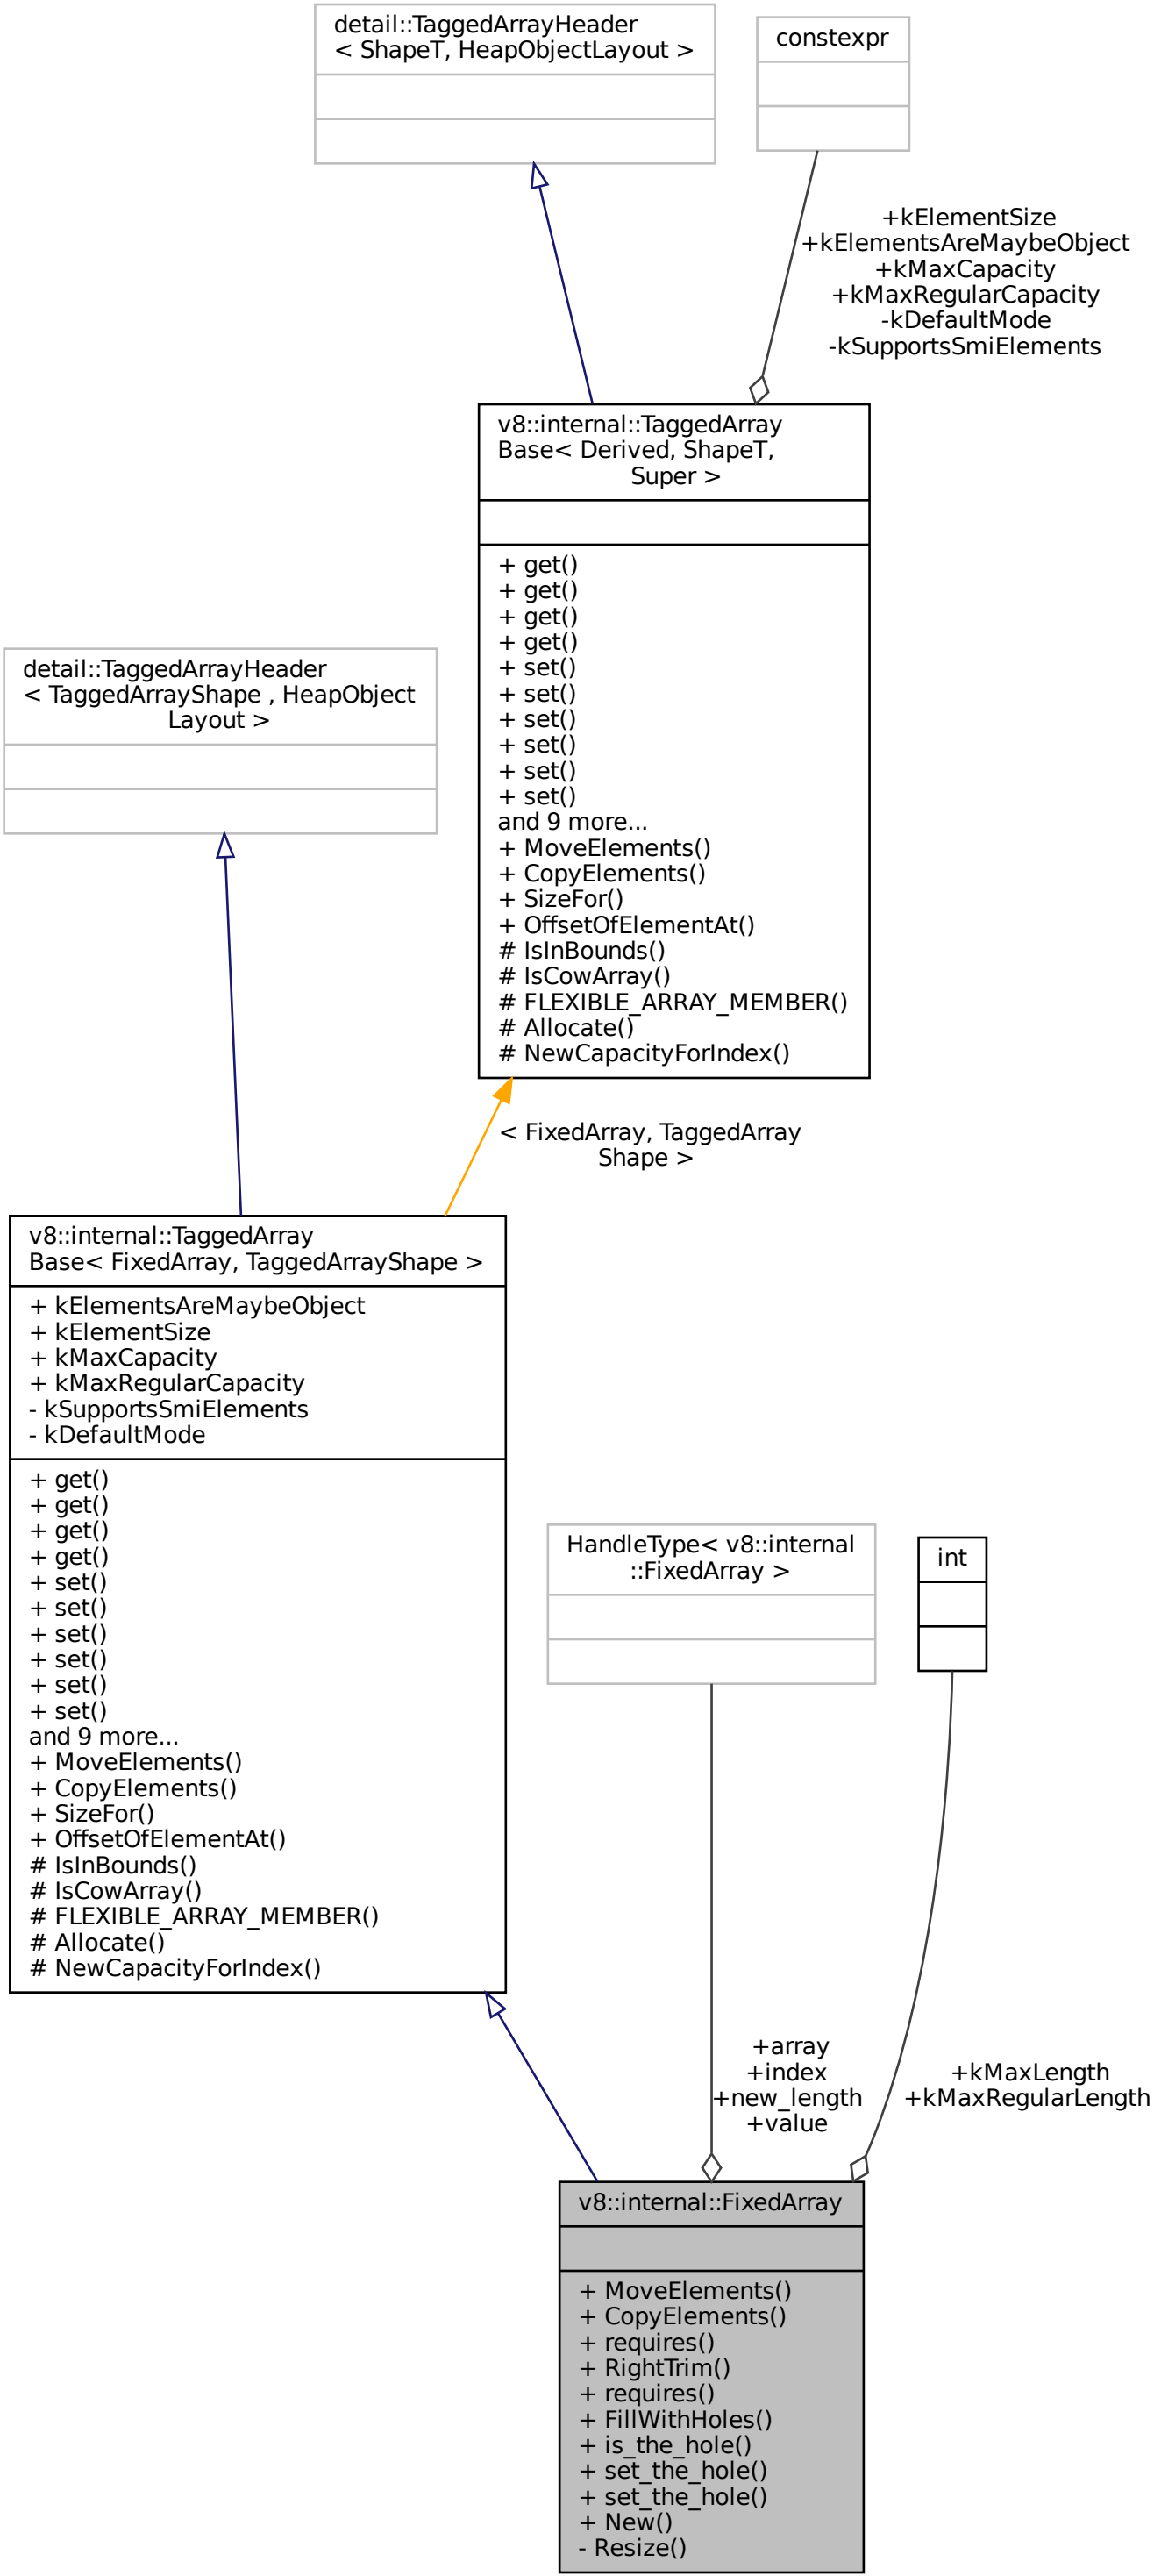 detail::TaggedArrayHeader
< ShapeT, HeapObjectLayout >
constexpr
+kElementSize
+kElementsAreMaybeObject
+kMaxCapacity
+kMaxRegularCapacity
-kDefaultMode
-kSupportsSmiElements
v8::internal::TaggedArray
Base< Derived, ShapeT,
Super >
+ get()
+ get()
+ get()
+ get()
+ set()
+ set()
+ set()
+ set()
+ set()
+ set()
and 9 more...
+ MoveElements()
+ CopyElements()
+ SizeFor()
+ OffsetOfElementAt()
# IsInBounds()
# IsCowArray()
# FLEXIBLE_ARRAY_MEMBER()
# Allocate()
# NewCapacityForIndex()
detail::TaggedArrayHeader
< TaggedArrayShape , HeapObject
Layout >
< FixedArray, TaggedArray
Shape >
v8::internal::TaggedArray
Base< FixedArray, TaggedArrayShape >
+ kElementsAreMaybeObject
+ kElementSize
+ kMaxCapacity
+ kMaxRegularCapacity
- kSupportsSmiElements
- kDefaultMode
+ get()
+ get()
+ get()
+ get()
+ set()
+ set()
+ set()
+ set()
+ set()
+ set()
and 9 more...
+ MoveElements()
+ CopyElements()
+ SizeFor()
+ OffsetOfElementAt()
# IsInBounds()
# IsCowArray()
# FLEXIBLE_ARRAY_MEMBER()
# Allocate()
# NewCapacityForIndex()
HandleType< v8::internal
::FixedArray >
int
+array
+index
+new_length
+value
+kMaxLength
+kMaxRegularLength
v8::internal::FixedArray
+ MoveElements()
+ CopyElements()
+ requires()
+ RightTrim()
+ requires()
+ FillWithHoles()
+ is_the_hole()
+ set_the_hole()
+ set_the_hole()
+ New()
- Resize()